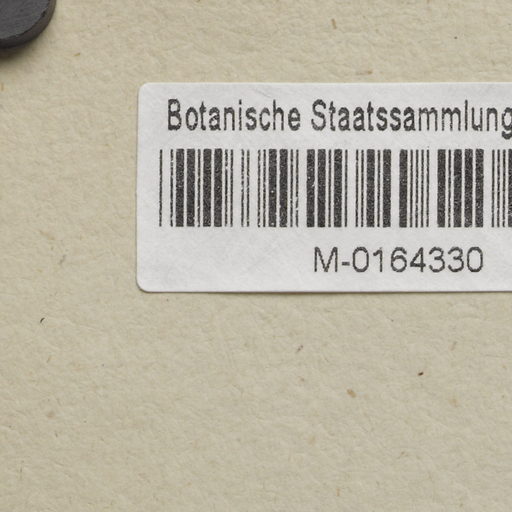 Botanische Staatssammlung
M-0164330